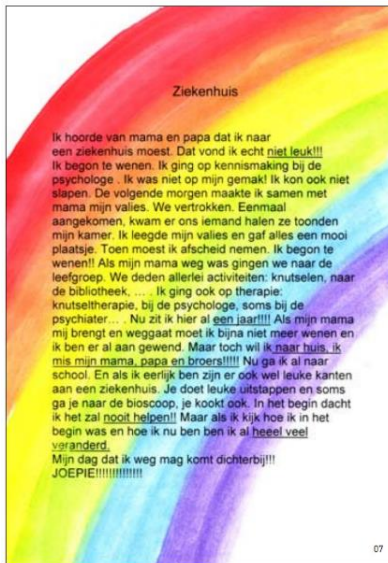 Ziekenhuis
Ik hoorde van mama en papa dat ik naar
een ziekenhuis moest. Dat vond ik echt niet leuk!!!
Ik begon te wenen. Ik ging op kennismaking bij de
psychologe . Ik was niet op mijn gemak! Ik kon ook niet
slapen. De volgende morgen maakte ik samen met
mama mijn valies. We vertrokken. Eenmaal
aangekomen, kwam er ons iemand halen ze toonden
mijn kamer. Ik leegde mijn valies en gaf alles een mooi
plaatsje. Toen moest ik afscheid nemen. Ik begon te
wenen!! Als mijn mama weg was gingen we naar de
leefgroep. We deden allerlei activiteiten: knutselen, naar
de bibliotheek, ... . Ik ging ook op therapie:
knutseltherapie, bij de psychologe, soms bij de
psychiater... . Nu zit ik hier al een jaar!!!! Als mijn mama
mij brengt en weggaat moet ik bijna niet meer wenen en
ik ben er al aan gewend. Maar toch wil ik naar huis, ik
mis mijn mama, papa en broers!!!!! Nu ga ik al naar
school. En als ik eerlijk ben zijn er ook wel leuke kanten
aan een ziekenhuis. Je doet leuke uitstappen en soms
ga je naar de bioscoop, je kookt ook. In het begin dacht
ik het zal nooit helpen!! Maar als ik kijk hoe ik in het
begin was en hoe ik nu ben ben ik al heeel veel
veranderd.
Mijn dag dat ik weg mag komt dichterbij!!!
JOEPIE!!!!!!!!!!!!!!
07